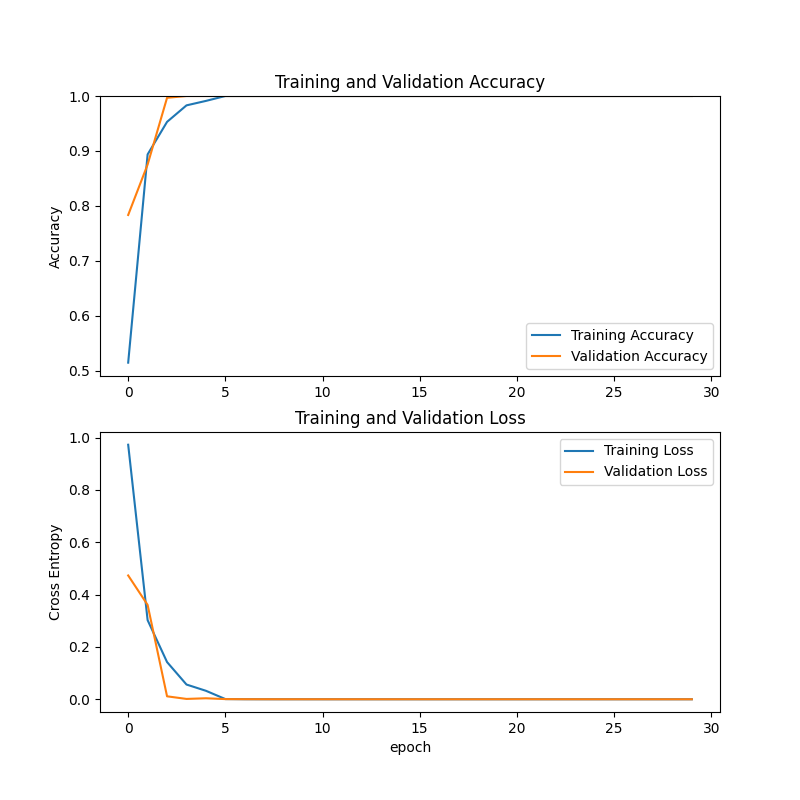 Training and Validation Accuracy
1.0
0.9
0.8
0.7
0.6
0.5
Accuracy
Training Accuracy
Validation Accuracy
0 5 10 15 20 25 30
Training and Validation Loss
1.0
0.8
0.6
0.4
0.2
0.0
Cross Entropy
Training Loss
Validation Loss
0 5 10 15 20 25 30
epoch